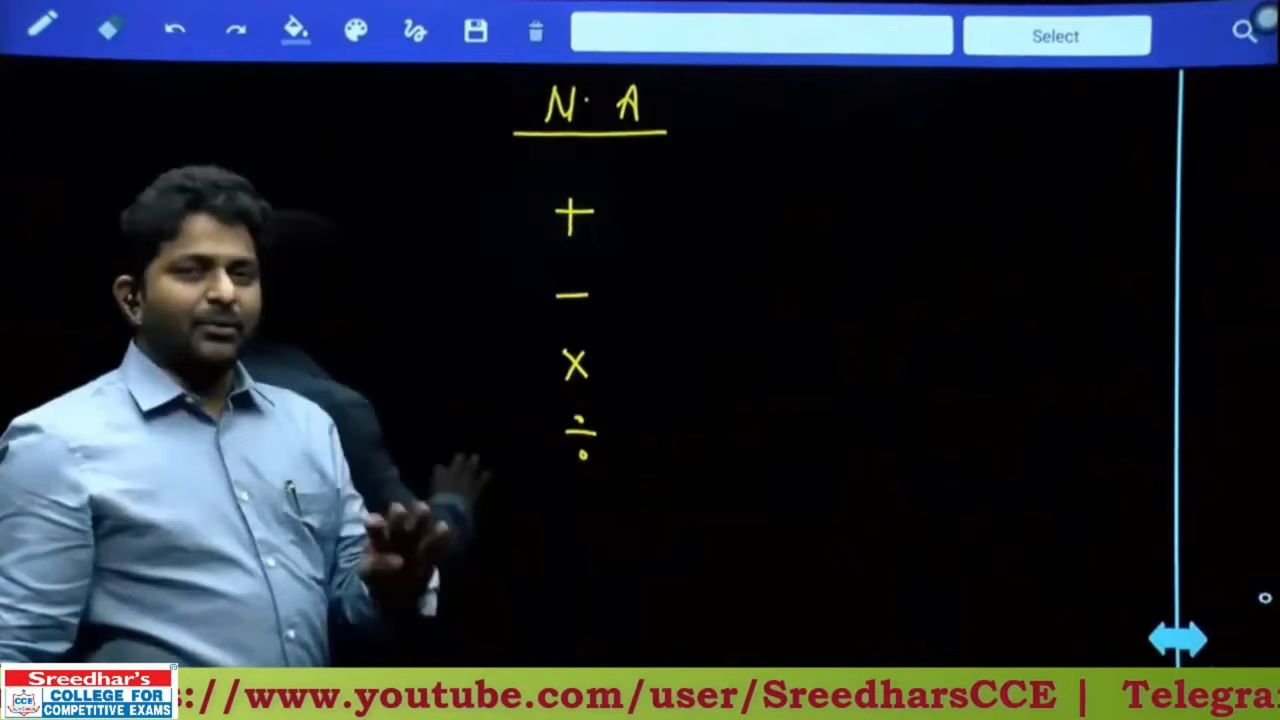 Select
N. A
+
−
×
÷
Sreedhar's
CCE
COLLEGE FOR
COMPETITIVE EXAMS
://www.youtube.com/user/SreedharsCCE | Telegra